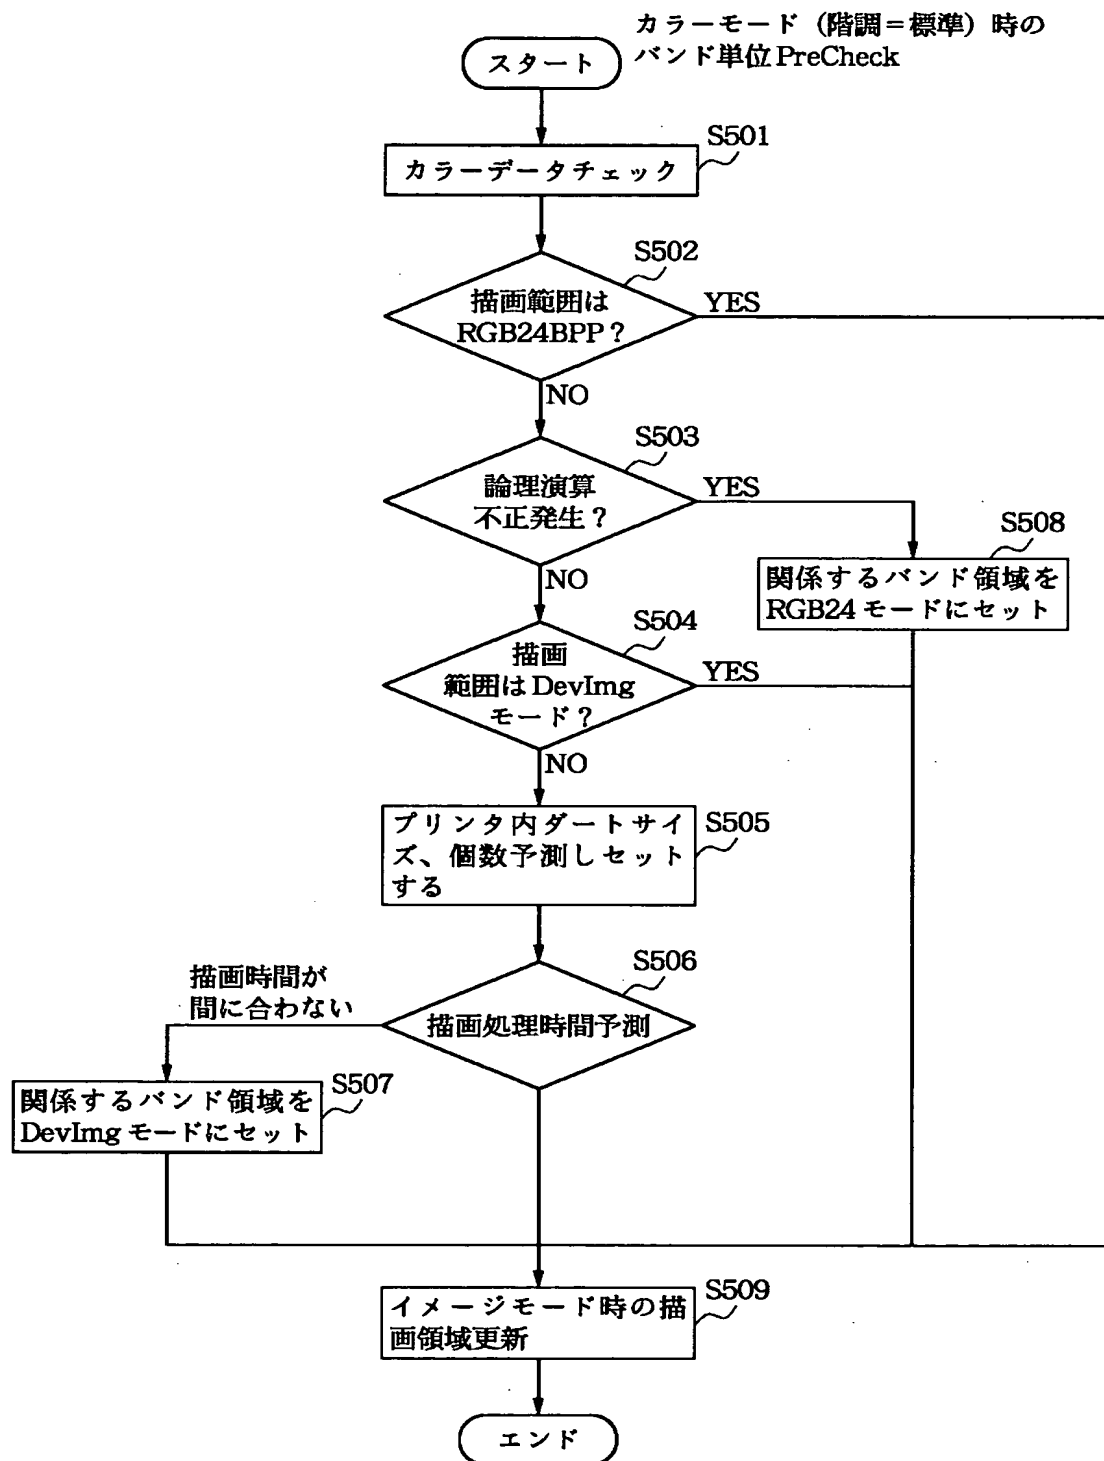 カラーモード（階調＝標準）時の
バンド単位PreCheck
スタート
S501
カラーデータチェック
S502
描画範囲は
RGB24BPP？
YES
NO
S503
論理演算
不正発生？
YES
NO
S508
関係するバンド領域を
RGB24モードにセット
S504
描画
範囲はDevImg
モード？
YES
NO
S505
プリンタ内ダートサイ
ズ、個数予測しセット
する
S506
描画処理時間予測
描画時間が
間に合わない
S507
関係するバンド領域を
DevImgモードにセット
S509
イメージモード時の描
画領域更新
エンド